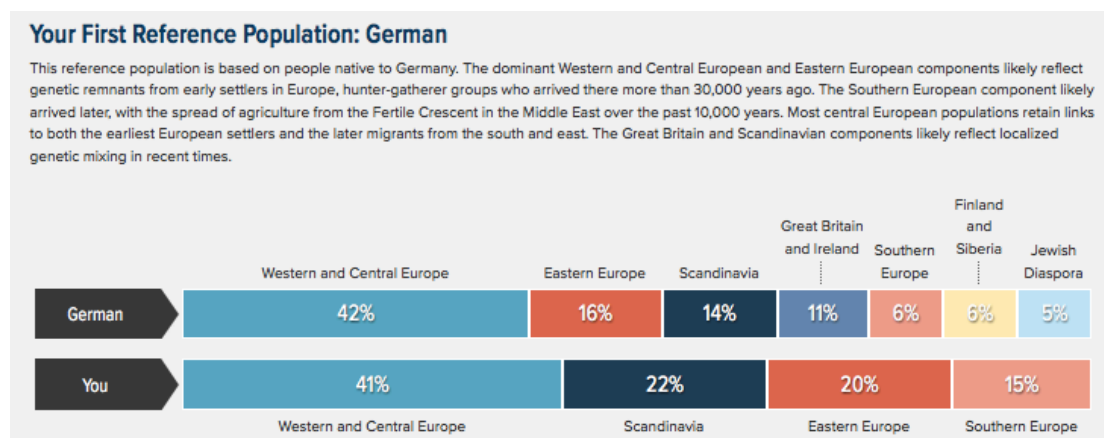 Your First Reference Population: German
This reference population is based on people native to Germany. The dominant Western and Central European and Eastern European components likely reflect
genetic remnants from early settlers in Europe, hunter-gatherer groups who arrived there more than 30,000 years ago. The Southern European component likely
arrived later, with the spread of agriculture from the Fertile Crescent in the Middle East over the past 10,000 years. Most central European populations retain links
to both the earliest European settlers and the later migrants from the south and east. The Great Britain and Scandinavian components likely reflect localized
genetic mixing in recent times.
Western and Central Europe
Eastern Europe
Scandinavia
Great Britain
and Ireland
Southern
Europe
Finland
and
Siberia
Jewish
Diaspora
German
42%
16%
14%
11%
6%
6%
5%
You
41%
22%
20%
15%
Western and Central Europe
Scandinavia
Eastern Europe
Southern Europe